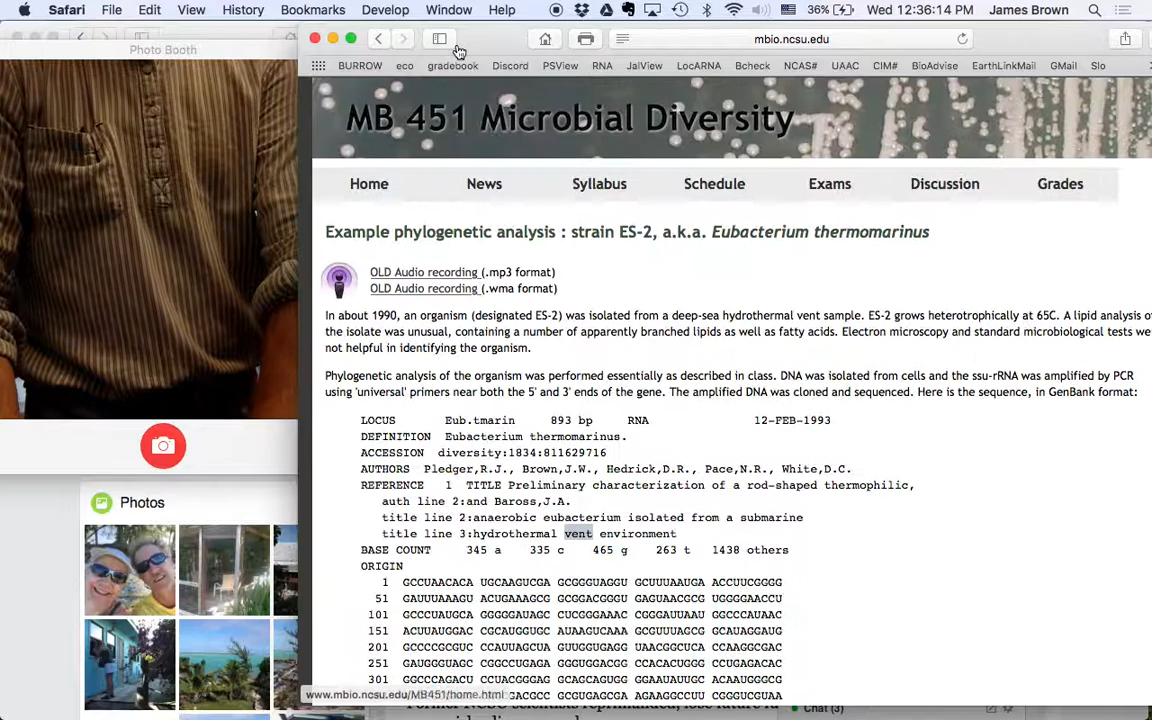 Safari File Edit View History Bookmarks Develop Window Help 36% Wed 12:36:14 PM James Brown
Photo Booth
mbio.ncsu.edu
BURROW eco gradebook Discord PSView RNA JalView LocARNA Bcheck NCAS# UAAC CIM# BioAdvise EarthLinkMail GMail Slo
MB 451 Microbial Diversity
Home News Syllabus Schedule Exams Discussion Grades
Example phylogenetic analysis : strain ES-2, a.k.a. Eubacterium thermomarinus
OLD Audio recording (.mp3 format)
OLD Audio recording (.wma format)
In about 1990, an organism (designated ES-2) was isolated from a deep-sea hydrothermal vent sample. ES-2 grows heterotrophically at 65C. A lipid analysis o
the isolate was unusual, containing a number of apparently branched lipids as well as fatty acids. Electron microscopy and standard microbiological tests we
not helpful in identifying the organism.
Phylogenetic analysis of the organism was performed essentially as described in class. DNA was isolated from cells and the ssu-rRNA was amplified by PCR
using 'universal' primers near both the 5' and 3' ends of the gene. The amplified DNA was cloned and sequenced. Here is the sequence, in GenBank format:
LOCUS Eub.tmarin 893 bp RNA 12-FEB-1993
DEFINITION Eubacterium thermomarinus.
ACCESSION diversity:1834:811629716
AUTHORS Pledger,R.J., Brown,J.W., Hedrick,D.R., Pace,N.R., White,D.C.
REFERENCE 1 TITLE Preliminary characterization of a rod-shaped thermophilic,
auth line 2:and Baross,J.A.
title line 2:anaerobic eubacterium isolated from a submarine
title line 3:hydrothermal vent environment
BASE COUNT 345 a 335 c 465 g 263 t 1438 others
ORIGIN
1 GCCUAACACA UGCAAGUCGA GCGGGUAGGU GCUUUAAUGA ACCUUCGGGG
51 GAUUUAAAGU ACUGAAAGCG GCGGACGGGU GAGUAACGCG UGGGGAACCU
101 GCCCUAUGCA GGGGGAUAGC CUCGGGAAAC CGGGAUUAAU GCCCAUAAC
151 ACUUAUGGAC CGCAUGGUGC AUAAGUCAAA GCGUUUAGCG GCAUAGGAUG
201 GCCCCGCGUC CCAUUAGCUA GUUGGUGAGG UAACGGCUCA CCAAGGCGAC
251 GAUGGGUAGC CGGCCUGAGA GGGUGGACGG CCACACUGGG CCUGAGACAC
301 GGCCCAGACU CCUACGGGAG GCAGCAGUGG GGAAUAUUGC ACAAUGGGCG
Photos
www.mbio.ncsu.edu/MB451/home.html
Chat (3)